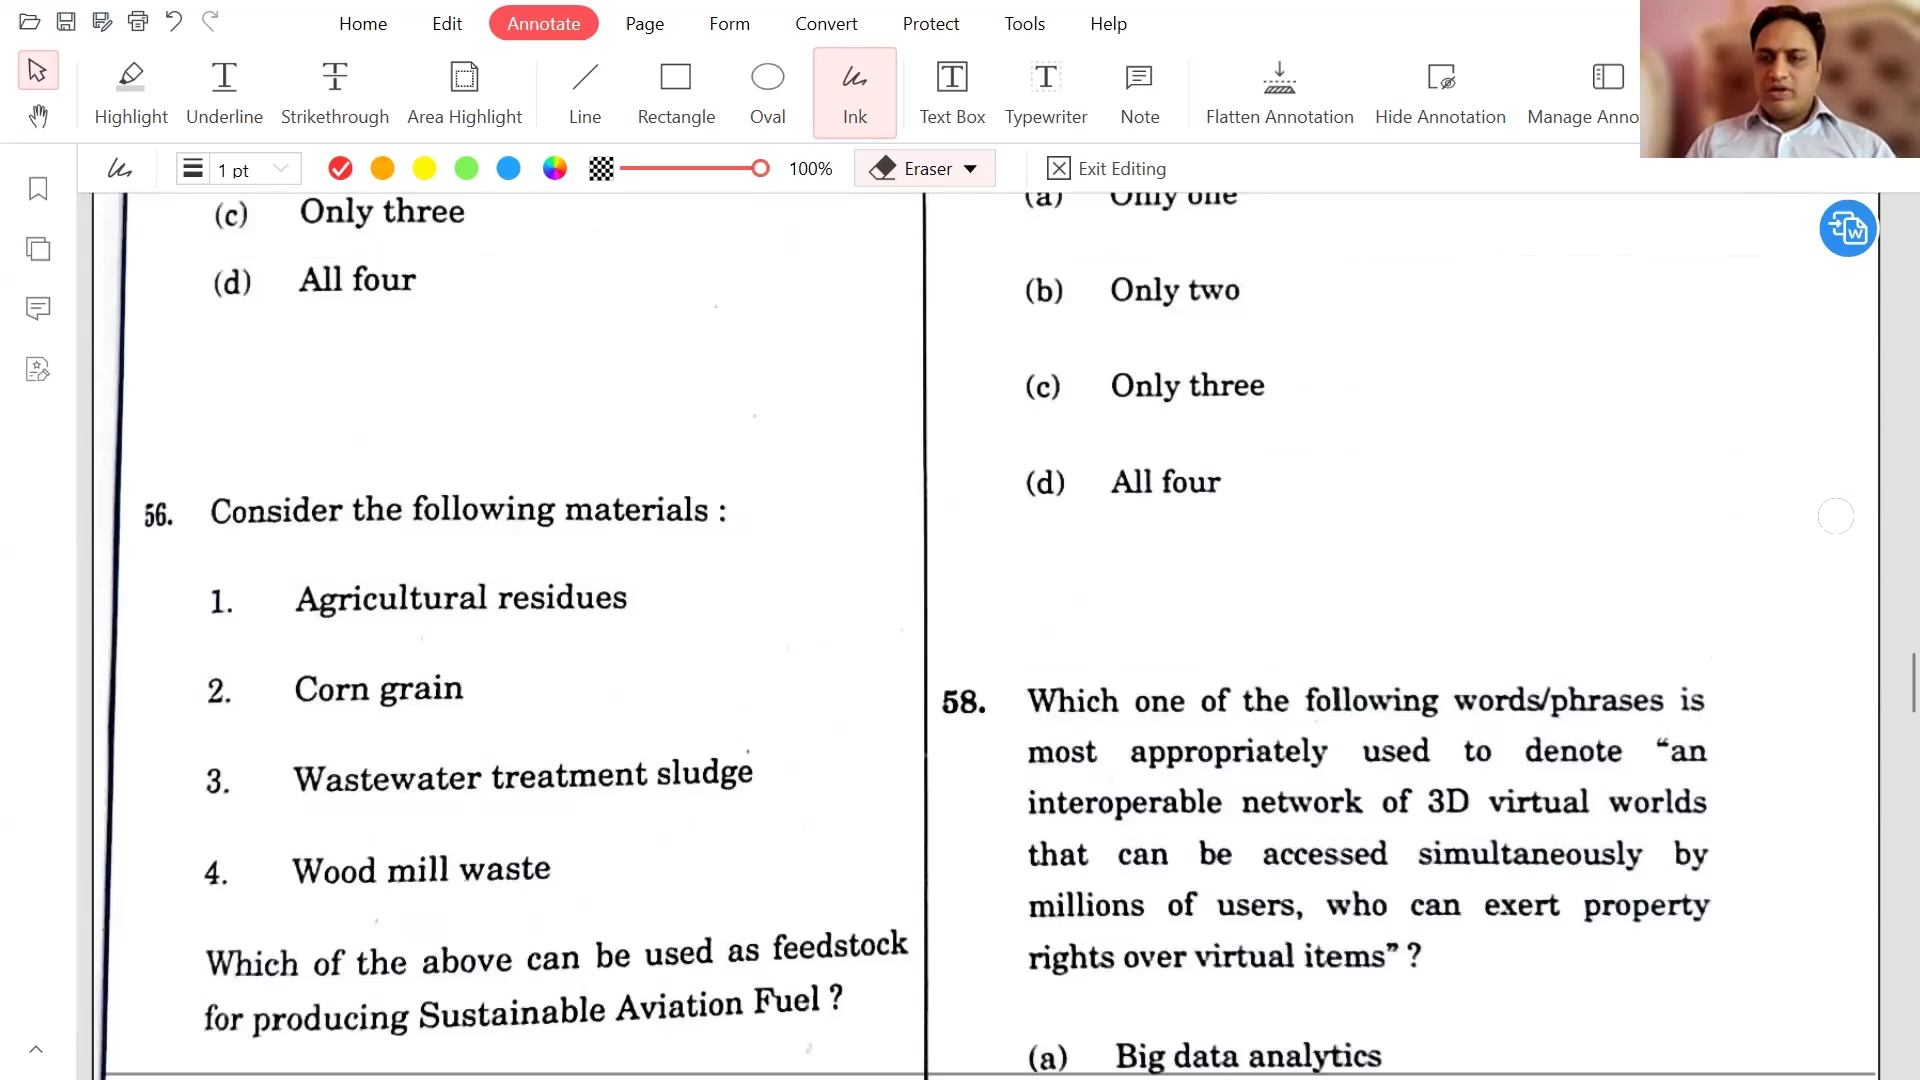 Home Edit Annotate Page Form Convert Protect Tools Help
Highlight Underline Strikethrough Area Highlight Line Rectangle Oval Ink Text Box Typewriter Note Flatten Annotation Hide Annotation Manage Anno
1 pt 100% Eraser Exit Editing
(c) Only three
(d) All four
56. Consider the following materials :
1. Agricultural residues
2. Corn grain
3. Wastewater treatment sludge
4. Wood mill waste
Which of the above can be used as feedstock
for producing Sustainable Aviation Fuel ?
(a) Only one
(b) Only two
(c) Only three
(d) All four
58. Which one of the following words/phrases is
most appropriately used to denote “an
interoperable network of 3D virtual worlds
that can be accessed simultaneously by
millions of users, who can exert property
rights over virtual items” ?
(a) Big data analytics